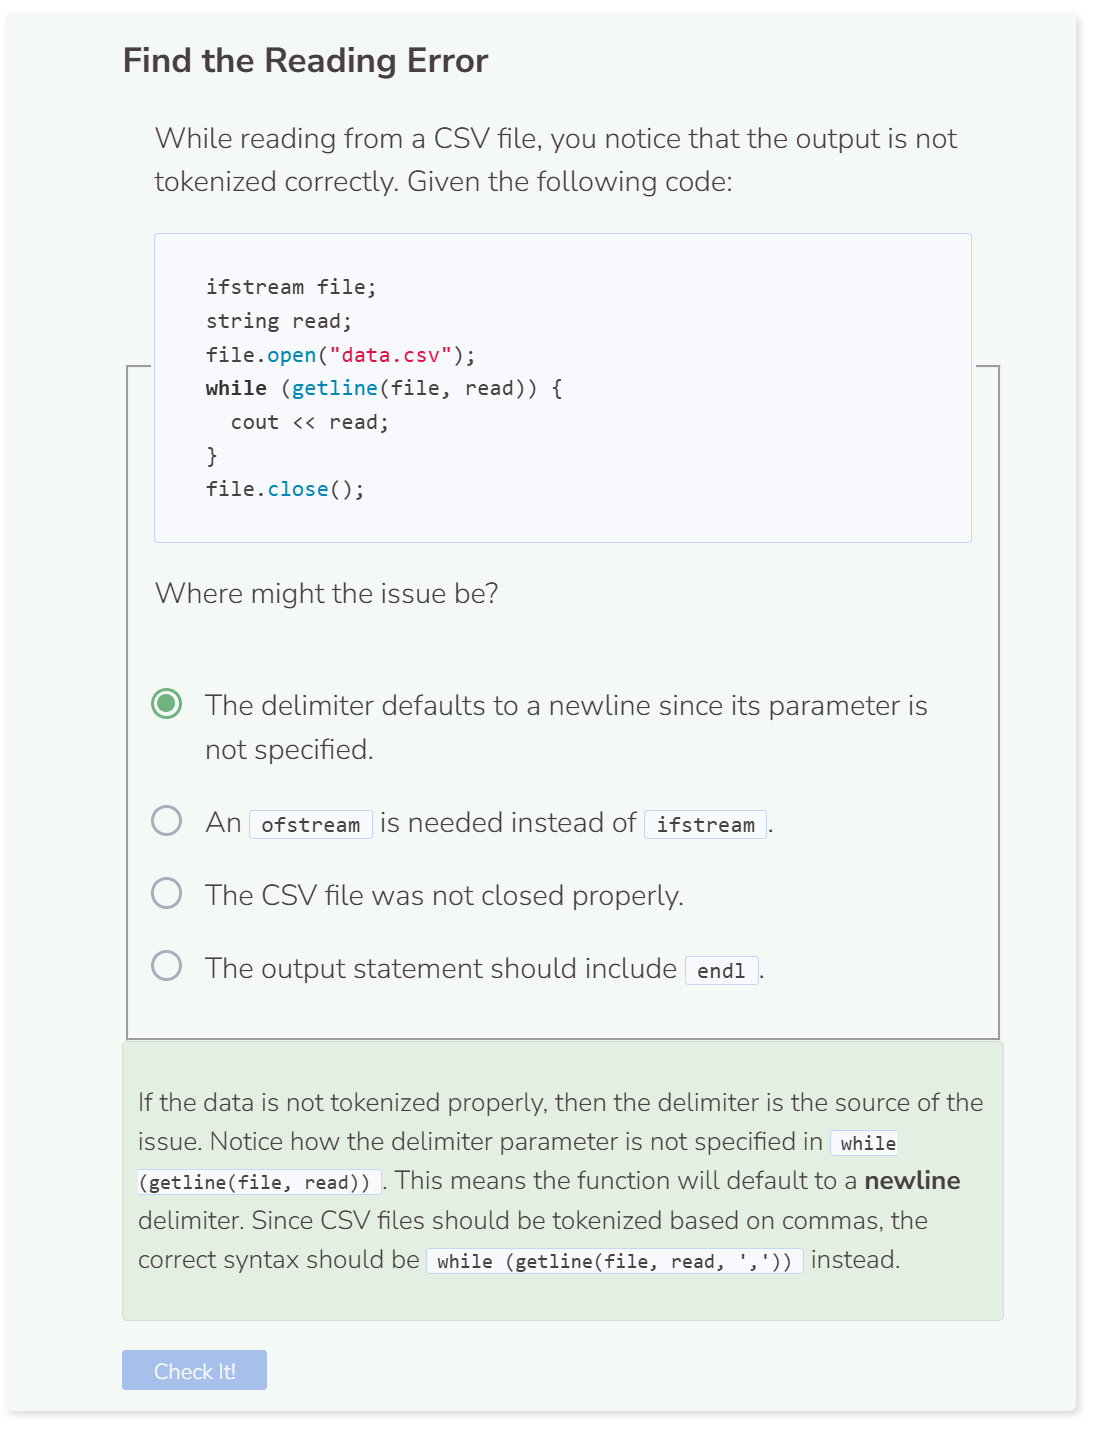 Find the Reading Error
While reading from a CSV file, you notice that the output is not
tokenized correctly. Given the following code:
ifstream file;
string read;
file.open("data.csv");
while (getline(file, read)) {
  cout << read;
}
file.close();
Where might the issue be?
The delimiter defaults to a newline since its parameter is
not specified.
An ofstream is needed instead of ifstream.
The CSV file was not closed properly.
The output statement should include endl.
If the data is not tokenized properly, then the delimiter is the source of the
issue. Notice how the delimiter parameter is not specified in while
(getline(file, read)). This means the function will default to a newline
delimiter. Since CSV files should be tokenized based on commas, the
correct syntax should be while (getline(file, read, ',')) instead.
Check It!